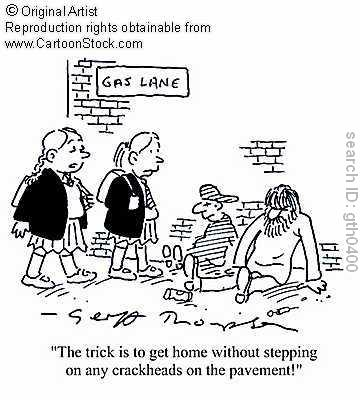 © Original Artist
Reproduction rights obtainable from
www.CartoonStock.com
GAS LANE
search ID: gth0400
"The trick is to get home without stepping
on any crackheads on the pavement!"